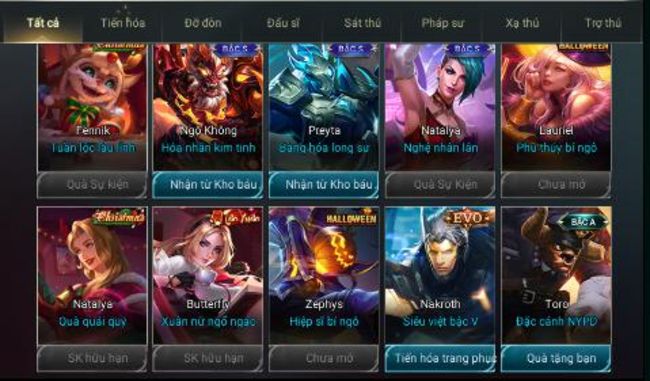 Tất cả Tiến hóa Đỡ đòn Đấu sĩ Sát thủ Pháp sư Xạ thủ Trợ thủ
Christmas BẬC S BẬC S BẬC S HALLOWEEN
Fennik Ngộ Không Preyta Natalya Lauriel
Tuần lộc láu lỉnh Hỏa nhãn kim tinh Băng hỏa long sư Nghệ nhân lân Phù thủy bí ngô
Quà Sự kiện Nhận từ Kho báu Nhận từ Kho báu Quà Sự Kiện Chưa mở
Christmas Tân Xuân HALLOWEEN EVO BẬC A
Natalya Butterfly Zephys Nakroth Toro
Quà quái quỷ Xuân nữ ngổ ngáo Hiệp sĩ bí ngô Siêu việt bậc V Đặc cảnh NYPD
SK hữu hạn SK hữu hạn Chưa mở Tiến hóa trang phục Quà tặng bạn